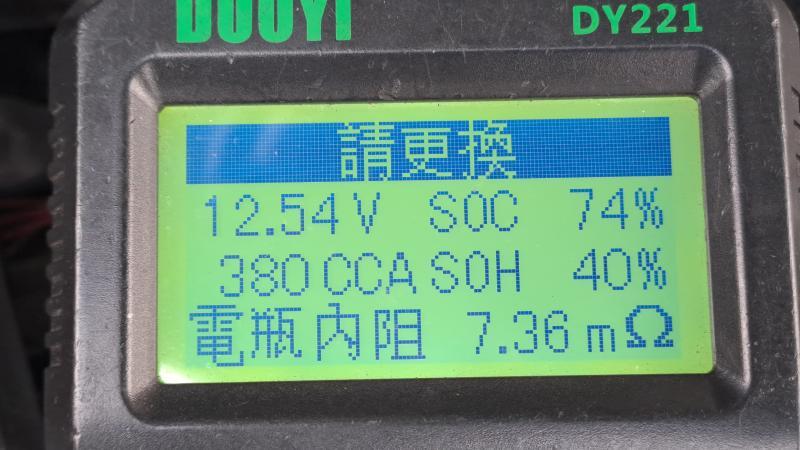 DUOYI
DY221
請更換
12.54V SOC 74%
380CCA SOH 40%
電瓶內阻 7.36mΩ